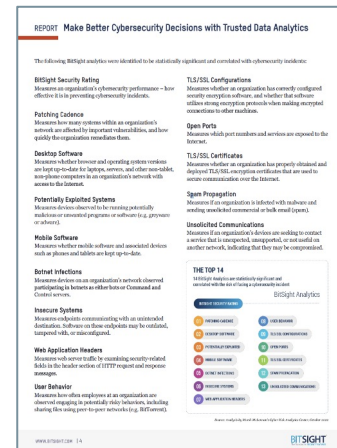 REPORT Make Better Cybersecurity Decisions with Trusted Data Analytics
The following BitSight analytics were identified to be statistically significant and correlated with cybersecurity incidents:
BitSight Security Rating
Measures an organization's cybersecurity performance – how
effective it is in preventing cybersecurity incidents.
Patching Cadence
Measures how many systems within an organization's
network are affected by important vulnerabilities, and how
quickly the organization remediates them.
Desktop Software
Measures whether browser and operating system versions
are kept up-to-date for laptops, servers, and other non-tablet,
non-phone computers in an organization's network with
access to the Internet.
Potentially Exploited Systems
Measures devices observed to be running potentially
malicious or unwanted programs or software (e.g. greyware
or adware).
Mobile Software
Measures whether mobile software and associated devices
such as phones and tablets are kept up-to-date.
Botnet Infections
Measures devices on an organization's network observed
participating in botnets as either bots or Command and
Control servers.
Insecure Systems
Measures endpoints communicating with an unintended
destination. Software on these endpoints may be outdated,
tampered with, or misconfigured.
Web Application Headers
Measures web server traffic by examining security-related
fields in the header section of HTTP request and response
messages.
User Behavior
Measures how often employees at an organization are
observed engaging in potentially risky behaviors, including
sharing files using peer-to-peer networks (e.g. BitTorrent).
TLS/SSL Configurations
Measures whether an organization has correctly configured
security encryption software, and whether that software
utilizes strong encryption protocols when making encrypted
connections to other machines.
Open Ports
Measures which port numbers and services are exposed to the
Internet.
TLS/SSL Certificates
Measures whether an organization has properly obtained and
deployed TLS/SSL encryption certificates that are used to
secure communication over the Internet.
Spam Propagation
Measures if an organization is infected with malware and
sending unsolicited commercial or bulk email (spam).
Unsolicited Communications
Measures if an organization's devices are seeking to contact
a service that is unexpected, unsupported, or not useful on
another network, indicating that they may be compromised.
THE TOP 14
14 BitSight Analytics are statistically significant and
correlated with the risk of facing a cybersecurity incident
BITSIGHT SECURITY RATING
BitSight Analytics
PATCHING CADENCE
DESKTOP SOFTWARE
POTENTIALLY EXPLOITED
MOBILE SOFTWARE
BOTNET INFECTIONS
INSECURE SYSTEMS
WEB APPLICATION HEADERS
USER BEHAVIOR
TLS/SSL CONFIGURATIONS
OPEN PORTS
TLS/SSL CERTIFICATES
SPAM PROPAGATION
UNSOLICITED COMMUNICATIONS
WWW.BITSIGHT.COM | 4
BITSIGHT